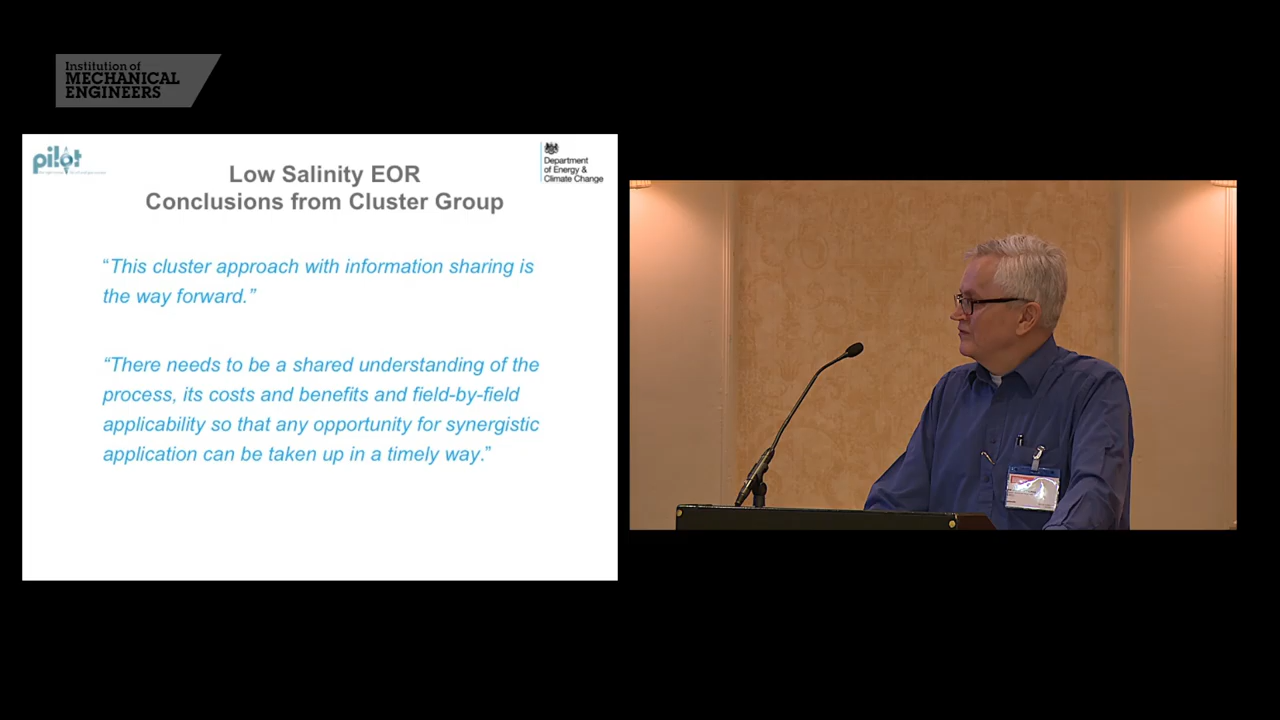 Institution of
MECHANICAL
ENGINEERS
pilot
Department
of Energy &
Climate Change
Low Salinity EOR
Conclusions from Cluster Group
“This cluster approach with information sharing is
the way forward.”
“There needs to be a shared understanding of the
process, its costs and benefits and field-by-field
applicability so that any opportunity for synergistic
application can be taken up in a timely way.”